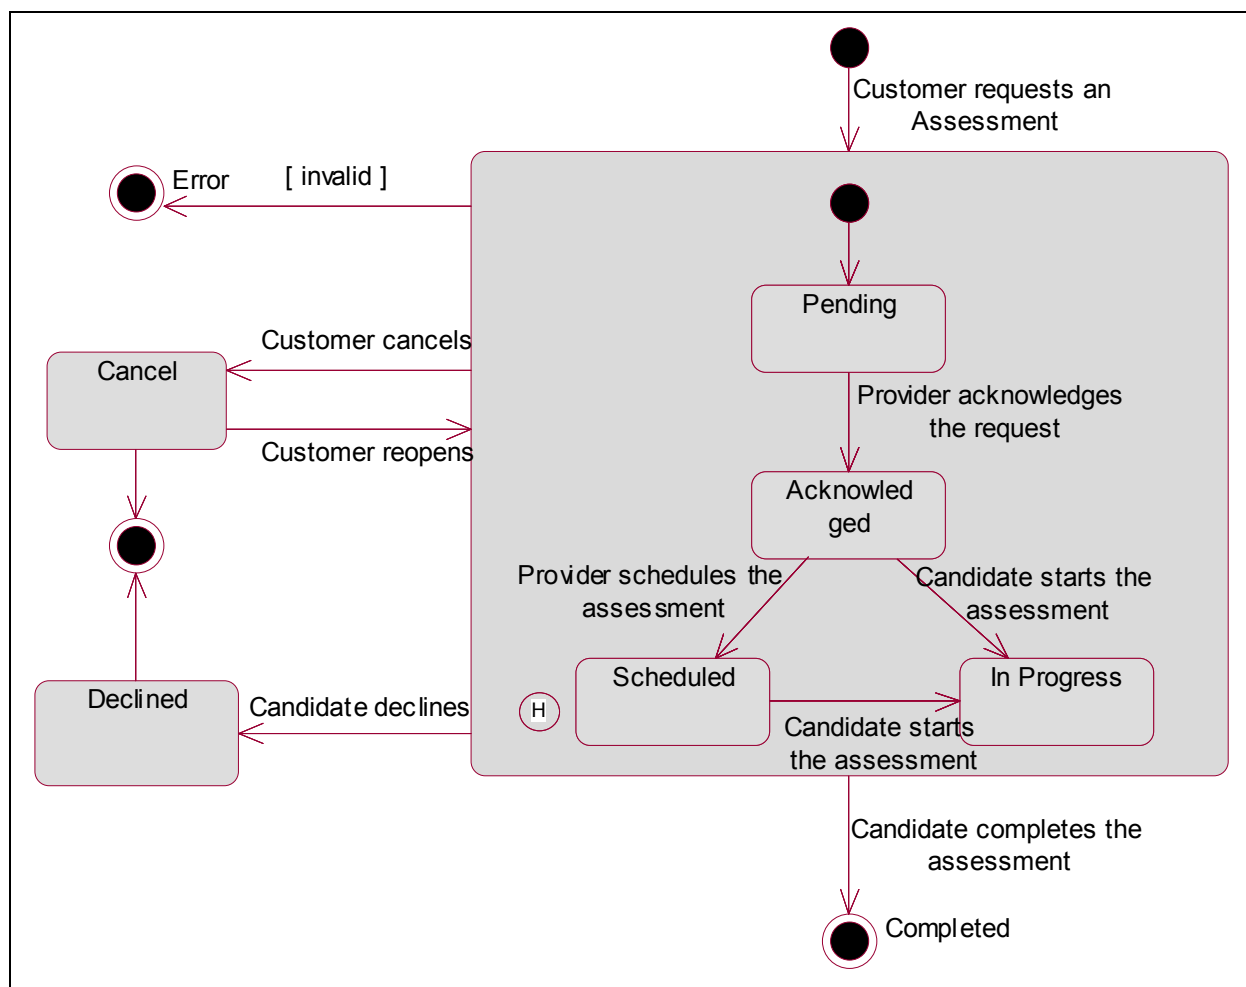 Customer requests an
Assessment
Error
[ invalid ]
Pending
Customer cancels
Cancel
Provider acknowledges
the request
Customer reopens
Acknowled
ged
Provider schedules the
assessment
Candidate starts the
assessment
Scheduled
In Progress
Declined
Candidate declines
H
Candidate starts
the assessment
Candidate completes the
assessment
Completed